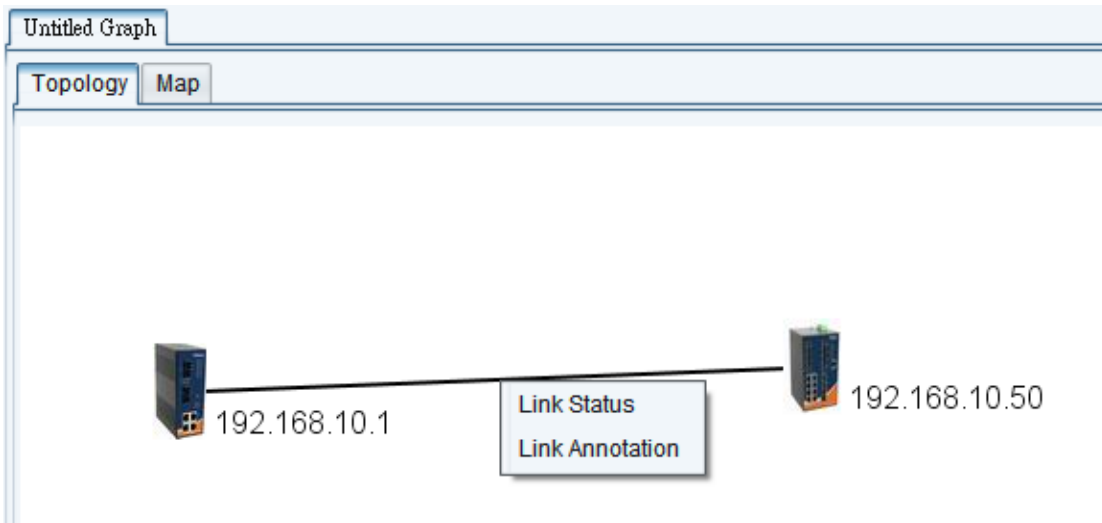 Untitled Graph
Topology Map
192.168.10.1
Link Status
Link Annotation
192.168.10.50